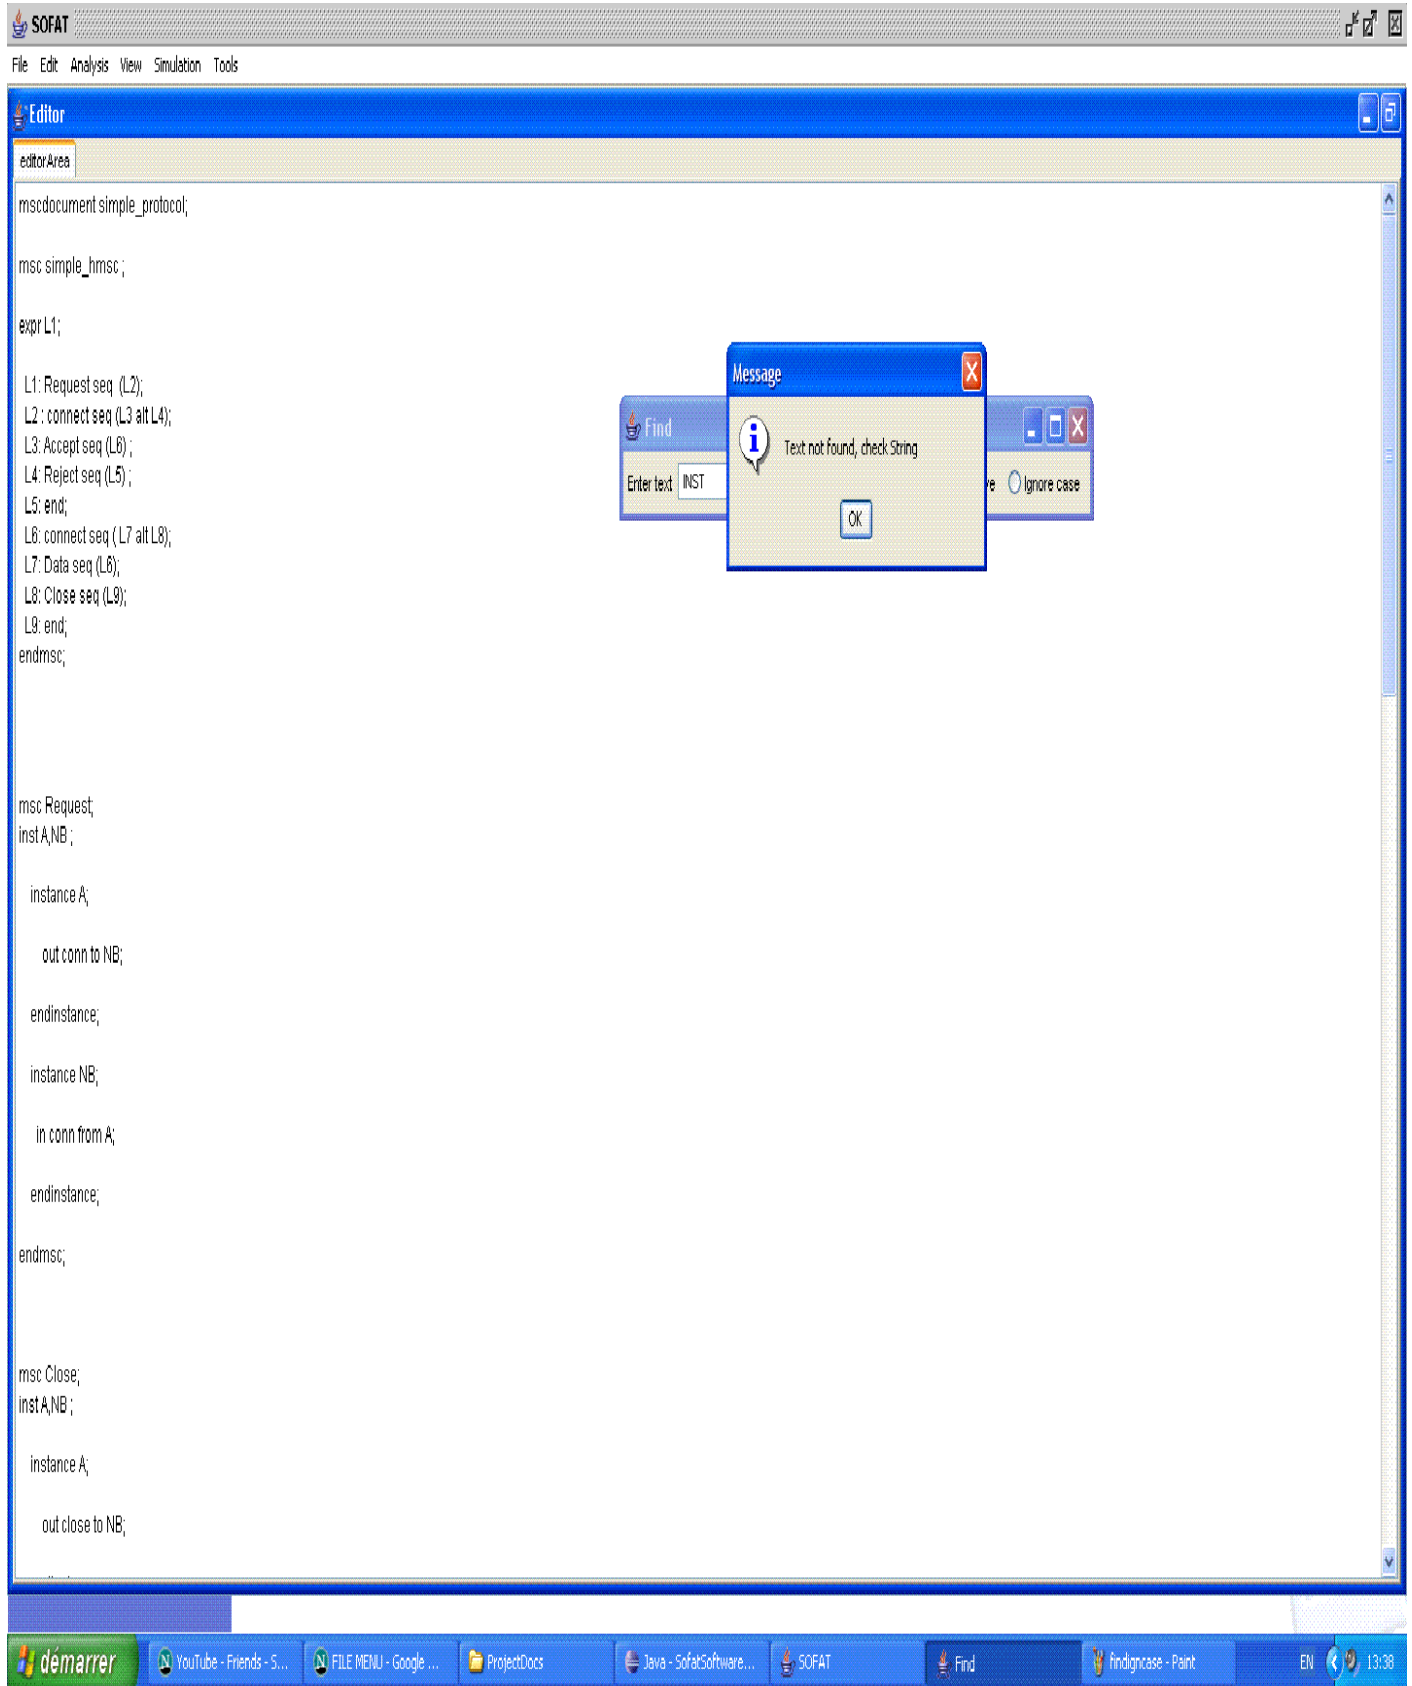 SOFAT
File Edit Analysis View Simulation Tools
Editor
editorArea
mscdocument simple_protocol;
msc simple_hmsc ;
expr L1;
L1: Request seq (L2);
L2 : connect seq (L3 alt L4);
L3: Accept seq (L6) ;
L4: Reject seq (L5) ;
L5: end;
L6: connect seq ( L7 alt L8);
L7: Data seq (L6);
L8: Close seq (L9);
L9: end;
endmsc;
Message
Text not found, check String
OK
Find
Enter text INST
Ignore case
msc Request;
inst A,NB ;
instance A;
out conn to NB;
endinstance;
instance NB;
in conn from A;
endinstance;
endmsc;
msc Close;
inst A,NB ;
instance A;
out close to NB;
démarrer
YouTube - Friends - S...
FILE MENU - Google ...
ProjectDocs
Java - SofatSoftware...
SOFAT
Find
findigncase - Paint
EN
13:38